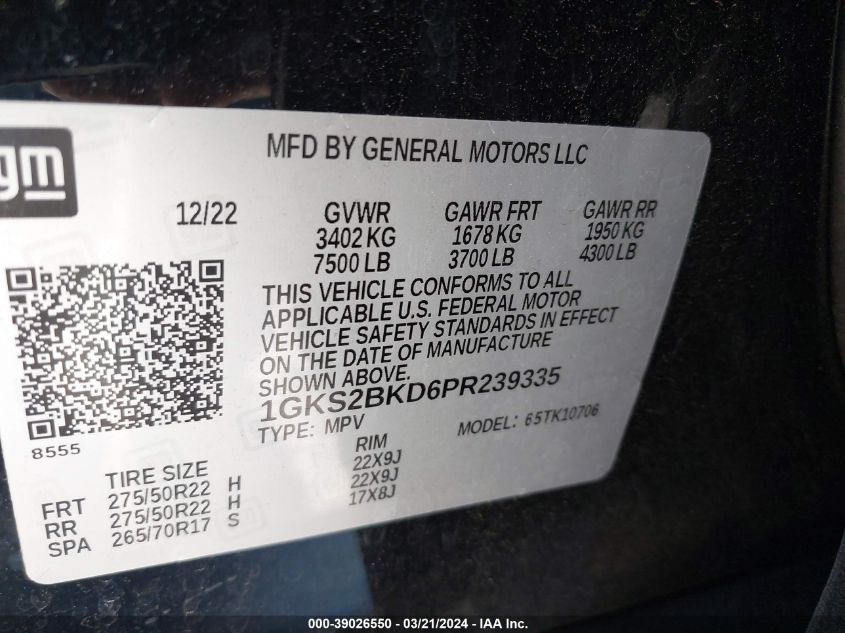 gm
MFD BY GENERAL MOTORS LLC
12/22 GVWR GAWR FRT GAWR RR
3402 KG 1678 KG 1950 KG
7500 LB 3700 LB 4300 LB
THIS VEHICLE CONFORMS TO ALL
APPLICABLE U.S. FEDERAL MOTOR
VEHICLE SAFETY STANDARDS IN EFFECT
ON THE DATE OF MANUFACTURE
SHOWN ABOVE.
1GKS2BKD6PR239335
TYPE: MPV MODEL: 65TK10706
8555
TIRE SIZE RIM
FRT 275/50R22 H 22X9J
RR 275/50R22 H 22X9J
SPA 265/70R17 S 17X8J
000-39026550 - 03/21/2024 - IAA Inc.